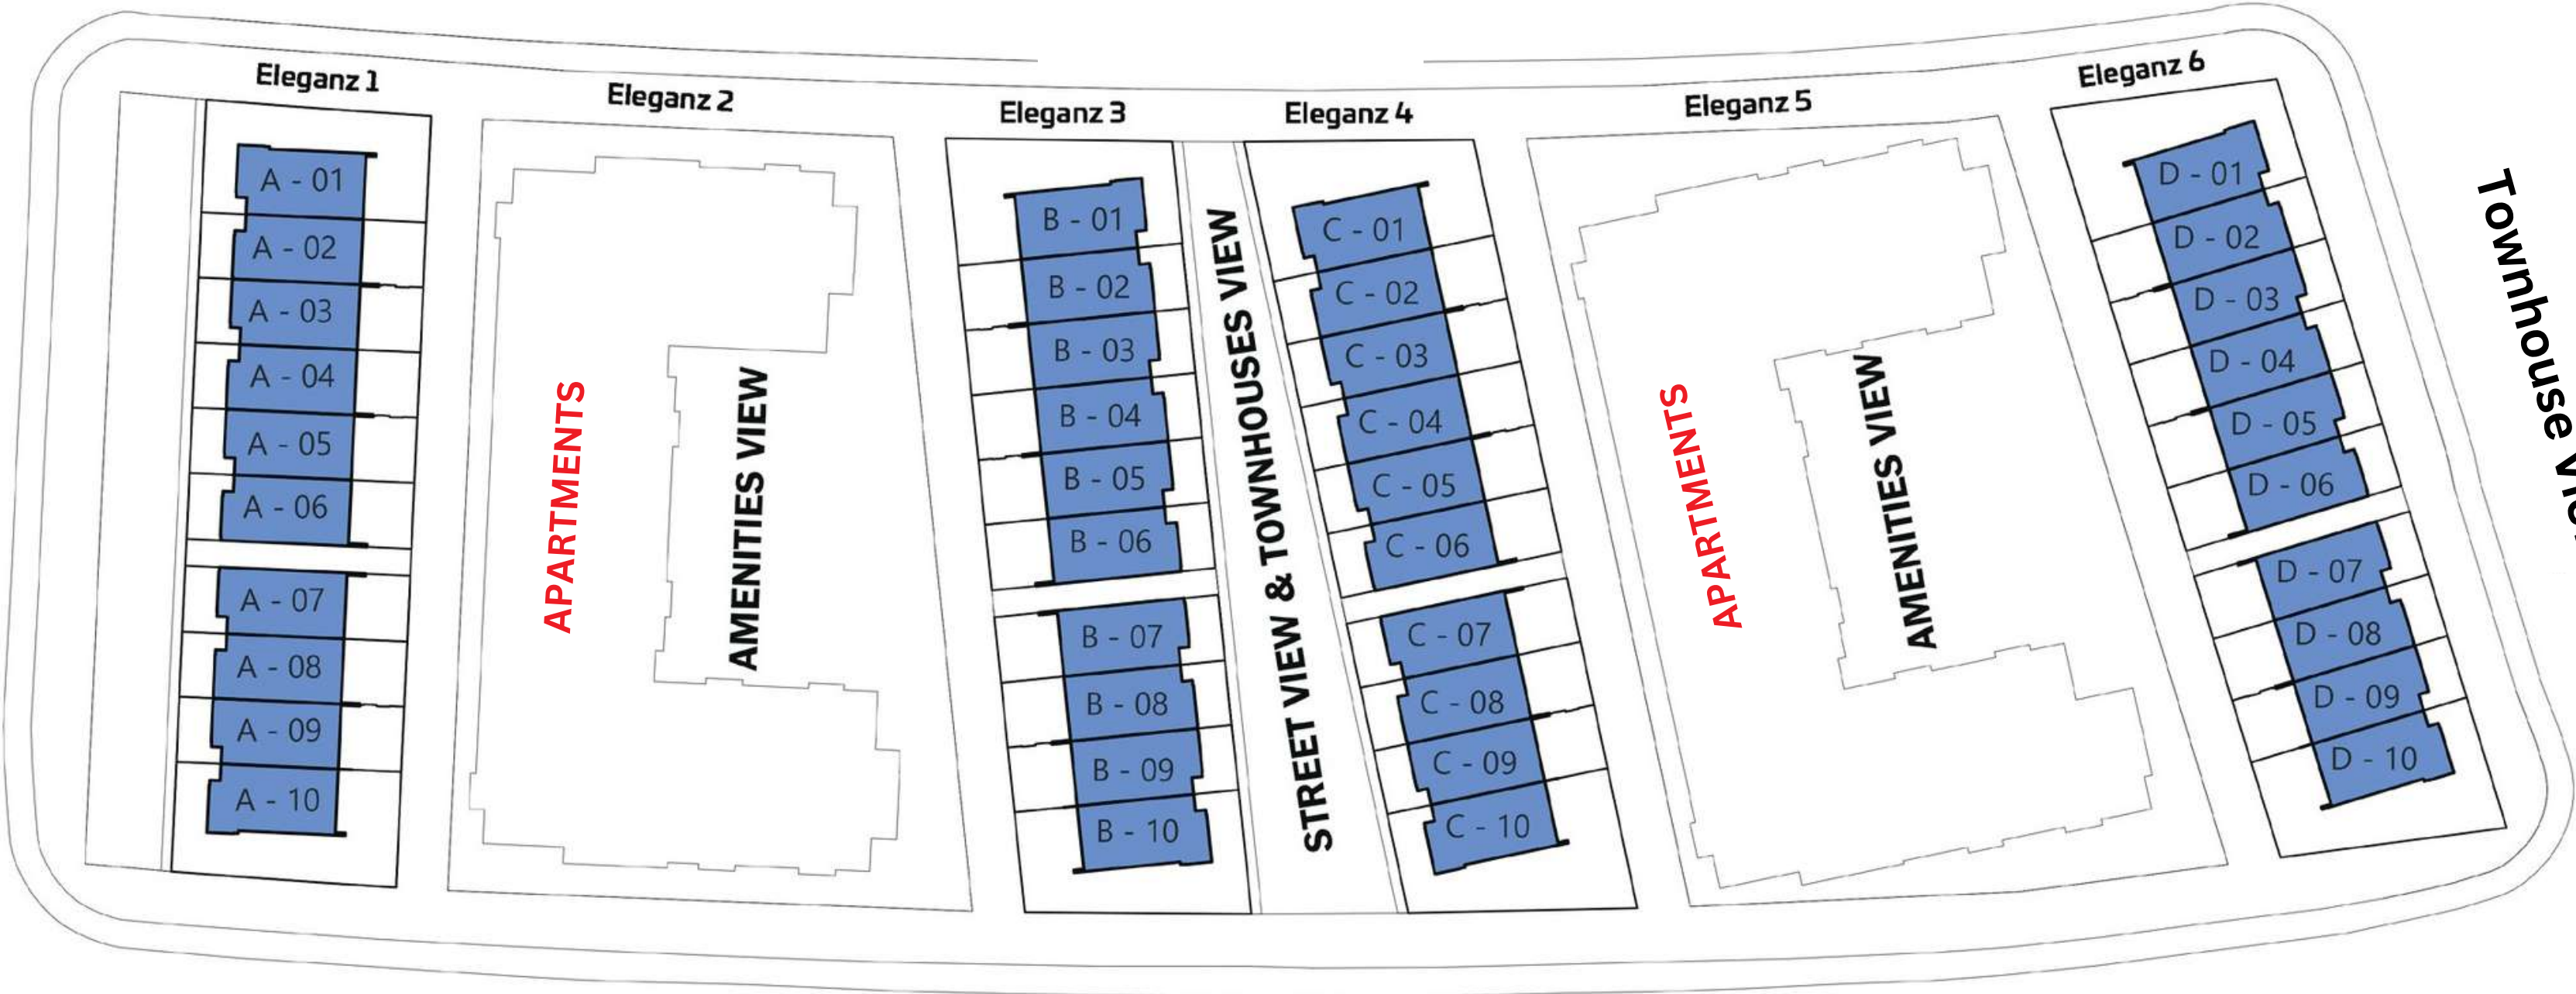 Eleganz 1
Eleganz 2
Eleganz 3
Eleganz 4
Eleganz 5
Eleganz 6
A - 01
A - 02
A - 03
A - 04
A - 05
A - 06
A - 07
A - 08
A - 09
A - 10
APARTMENTS
AMENITIES VIEW
B - 01
B - 02
B - 03
B - 04
B - 05
B - 06
B - 07
B - 08
B - 09
B - 10
STREET VIEW & TOWNHOUSES VIEW
C - 01
C - 02
C - 03
C - 04
C - 05
C - 06
C - 07
C - 08
C - 09
C - 10
APARTMENTS
AMENITIES VIEW
D - 01
D - 02
D - 03
D - 04
D - 05
D - 06
D - 07
D - 08
D - 09
D - 10
Townhouse